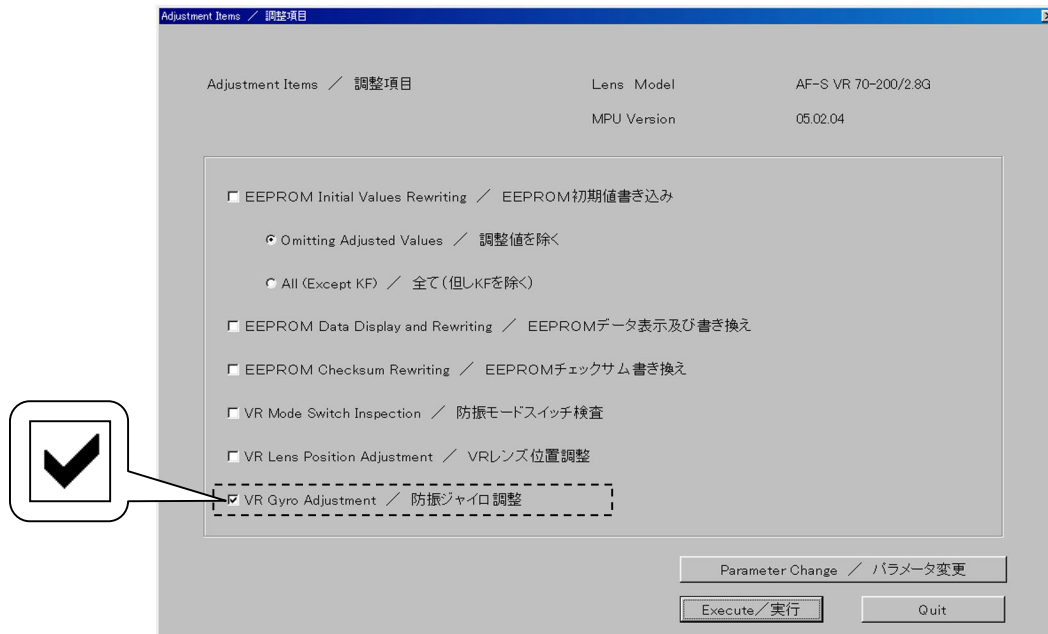 Adjustment Items ／ 調整項目
Adjustment Items ／ 調整項目
Lens Model AF-S VR 70-200/2.8G
MPU Version 05.02.04
EEPROM Initial Values Rewriting ／ EEPROM初期値書き込み
Omitting Adjusted Values ／ 調整値を除く
All (Except KF) ／ 全て(但しKFを除く)
EEPROM Data Display and Rewriting ／ EEPROMデータ表示及び書き換え
EEPROM Checksum Rewriting ／ EEPROMチェックサム書き換え
VR Mode Switch Inspection ／ 防振モードスイッチ検査
VR Lens Position Adjustment ／ VRレンズ位置調整
VR Gyro Adjustment ／ 防振ジャイロ調整
Parameter Change ／ パラメータ変更
Execute／実行
Quit